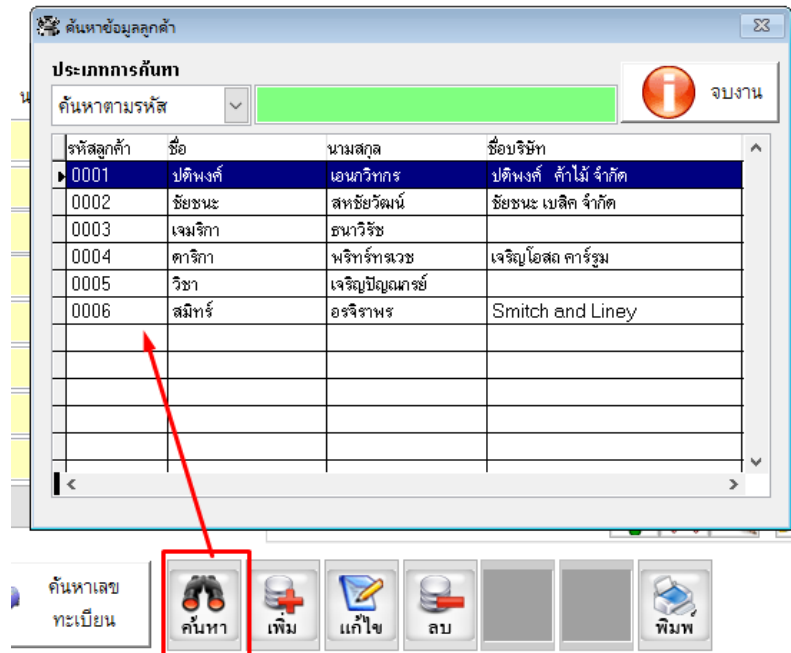 ค้นหาข้อมูลลูกค้า
ประเภทการค้นหา
น
ค้นหาตามรหัส
จบงาน
รหัสลูกค้า ชื่อ นามสกุล ชื่อบริษัท
0001 ปติพงศ์ เอนกวิทกร ปติพงศ์ ค้าไม้ จำกัด
0002 ชัยชนะ สหชัยวัฒน์ ชัยชนะ เบสิค จำกัด
0003 เจมริกา ธนาวิรัช
0004 ดาริกา พริทร์ทรเวช เจริญโอสถ คาร์รูม
0005 วิชา เจริญปัญณกรย์
0006 สมิทร์ อรจิราพร Smitch and Liney
ค้นหาเลข
ทะเบียน
ค้นหา เพิ่ม แก้ไข ลบ พิมพ์